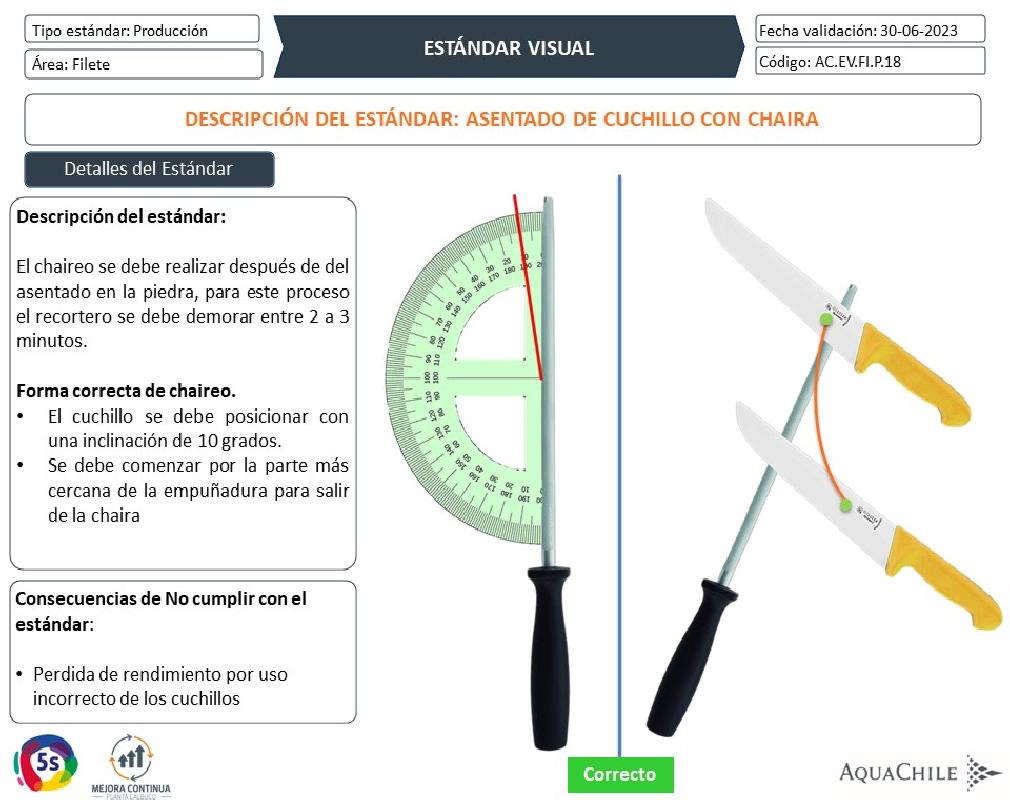 Tipo estándar: Producción
Área: Filete
ESTÁNDAR VISUAL
Fecha validación: 30-06-2023
Código: AC.EV.FI.P.18
DESCRIPCIÓN DEL ESTÁNDAR: ASENTADO DE CUCHILLO CON CHAIRA
Detalles del Estándar
Descripción del estándar:
El chaireo se debe realizar después de del
asentado en la piedra, para este proceso
el recortero se debe demorar entre 2 a 3
minutos.
Forma correcta de chaireo.
• El cuchillo se debe posicionar con
una inclinación de 10 grados.
• Se debe comenzar por la parte más
cercana de la empuñadura para salir
de la chaira
Consecuencias de No cumplir con el
estándar:
• Perdida de rendimiento por uso
incorrecto de los cuchillos
5s
MEJORA CONTINUA
PLANTA CALBUCO
Correcto
AQUACHILE